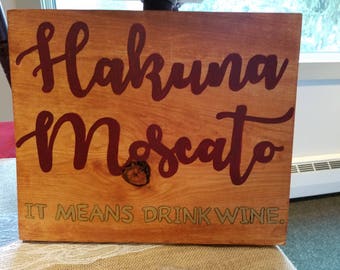 Hakuna
Moscato
IT MEANS DRINK WINE.